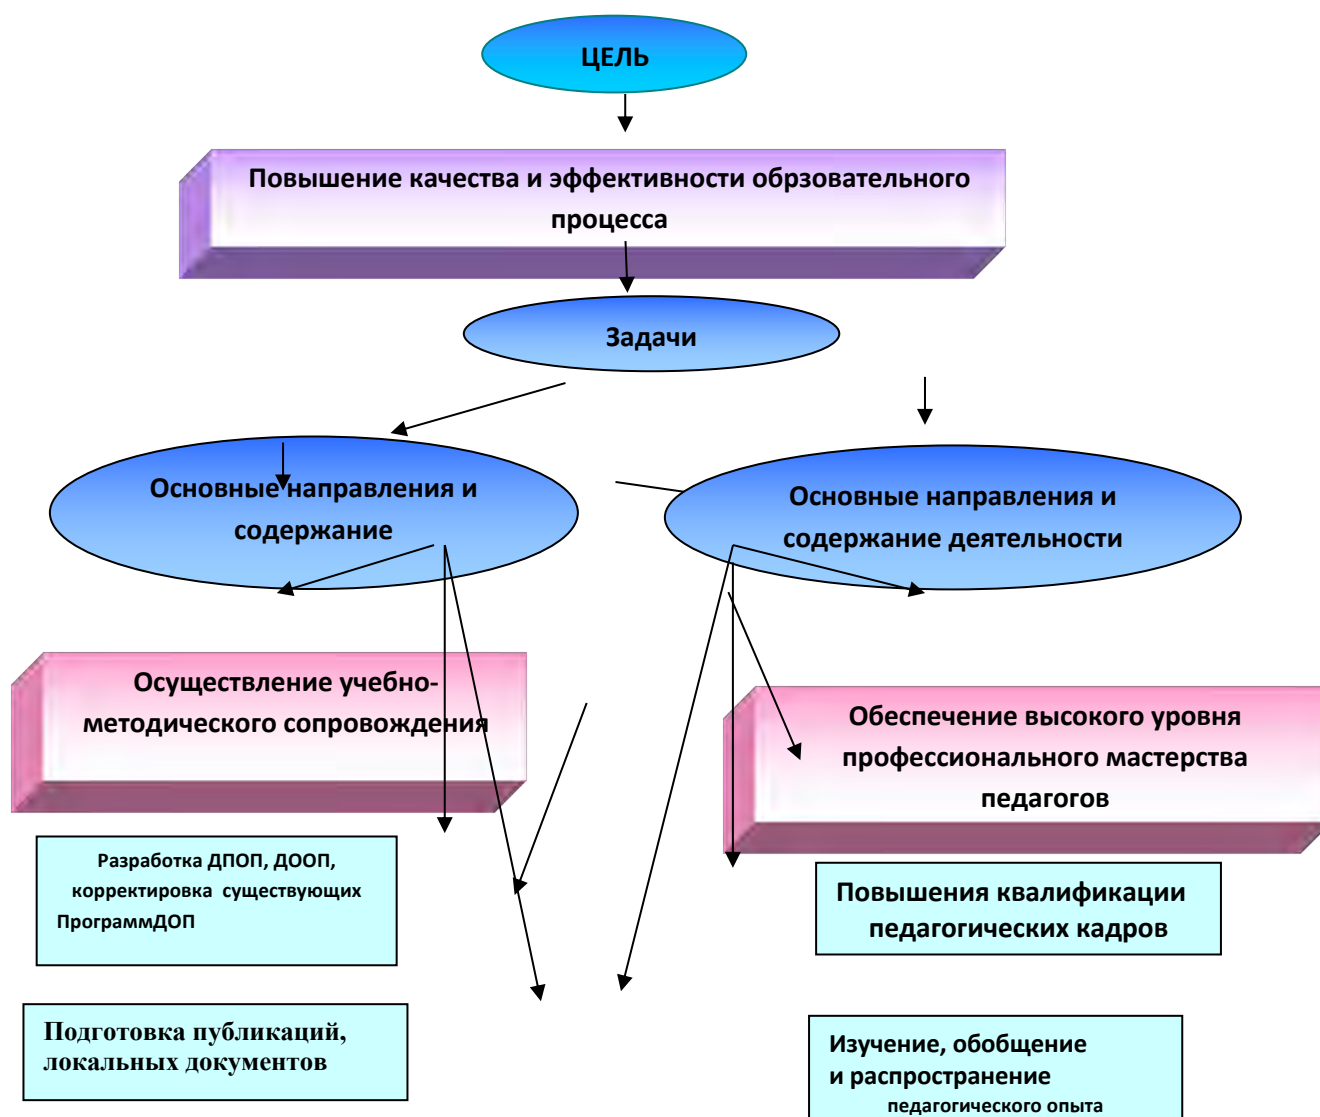 ЦЕЛЬ
Повышение качества и эффективности обрзовательного
процесса
Задачи
Основные направления и
содержание
Основные направления и
содержание деятельности
Осуществление учебно-
методического сопровождения
Обеспечение высокого уровня
профессионального мастерства
педагогов
Разработка ДПОП, ДООП,
корректировка существующих
ПрограммДОП
Повышения квалификации
педагогических кадров
Подготовка публикаций,
локальных документов
Изучение, обобщение
и распространение
педагогического опыта